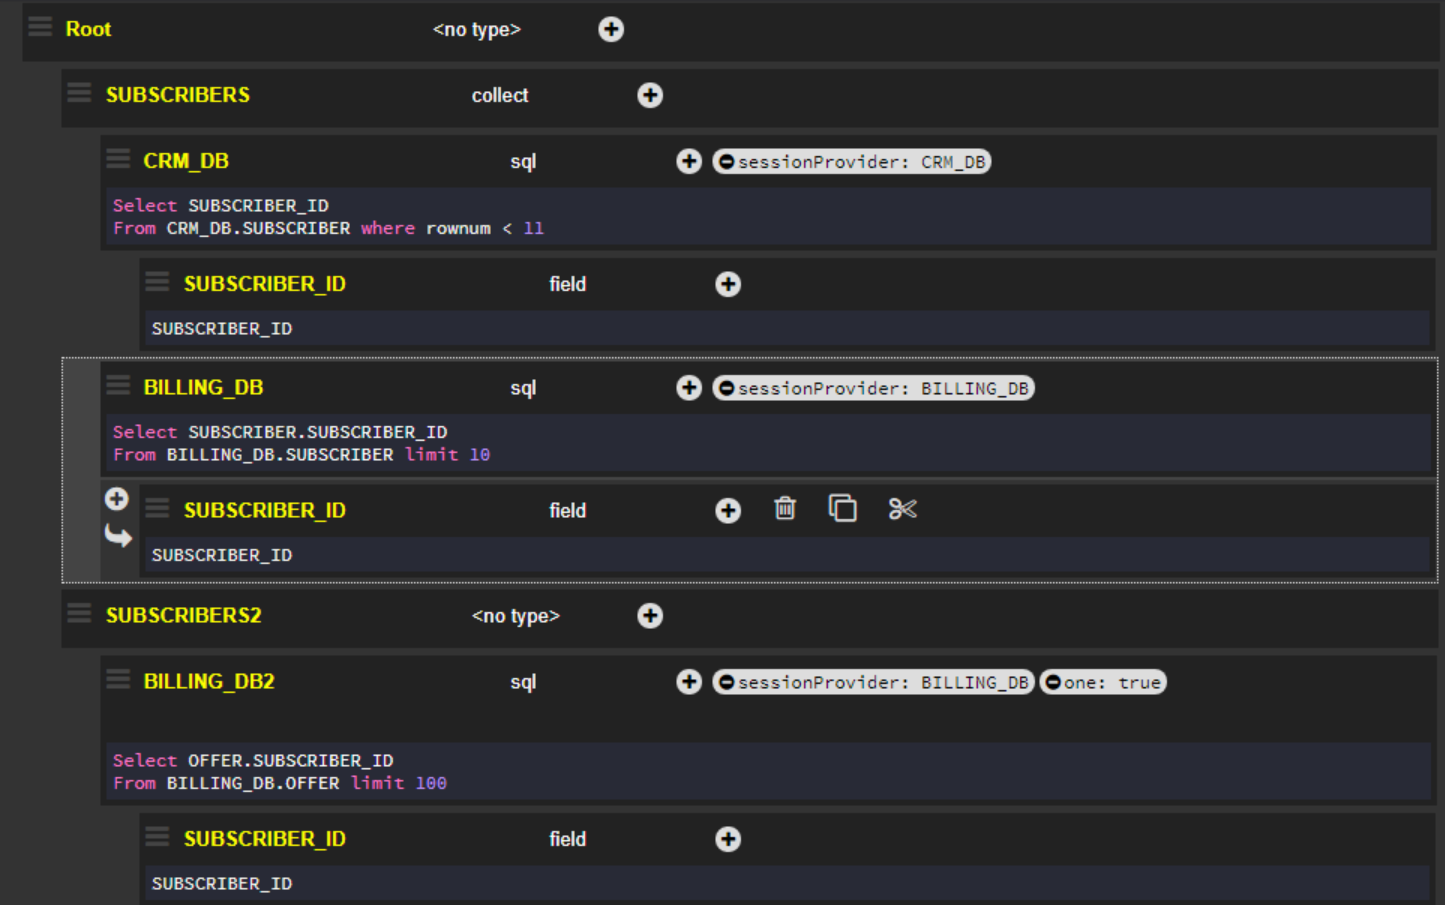 Root <no type>
SUBSCRIBERS collect
CRM_DB sql sessionProvider: CRM_DB
Select SUBSCRIBER_ID
From CRM_DB.SUBSCRIBER where rownum < 11
SUBSCRIBER_ID field
SUBSCRIBER_ID
BILLING_DB sql sessionProvider: BILLING_DB
Select SUBSCRIBER.SUBSCRIBER_ID
From BILLING_DB.SUBSCRIBER limit 10
SUBSCRIBER_ID field
SUBSCRIBER_ID
SUBSCRIBERS2 <no type>
BILLING_DB2 sql sessionProvider: BILLING_DB one: true
Select OFFER.SUBSCRIBER_ID
From BILLING_DB.OFFER limit 100
SUBSCRIBER_ID field
SUBSCRIBER_ID